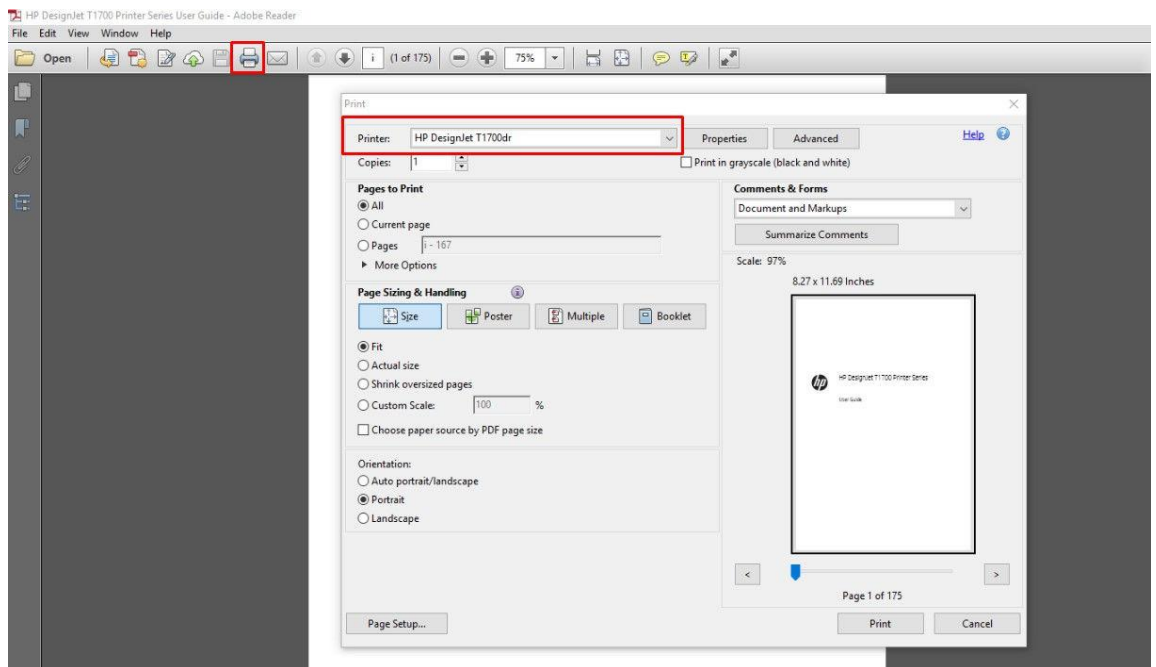 HP DesignJet T1700 Printer Series User Guide - Adobe Reader
File Edit View Window Help
Open i (1 of 175) 75%
Print
Printer: HP DesignJet T1700dr Properties Advanced Help
Copies: 1 Print in grayscale (black and white)
Pages to Print
All
Current page
Pages i - 167
More Options
Comments & Forms
Document and Markups
Summarize Comments
Page Sizing & Handling
Size Poster Multiple Booklet
Fit
Actual size
Shrink oversized pages
Custom Scale: 100 %
Choose paper source by PDF page size
Orientation:
Auto portrait/landscape
Portrait
Landscape
Scale: 97%
8.27 x 11.69 Inches
hp HP DesignJet T1700 Printer Series
User Guide
< >
Page 1 of 175
Page Setup... Print Cancel